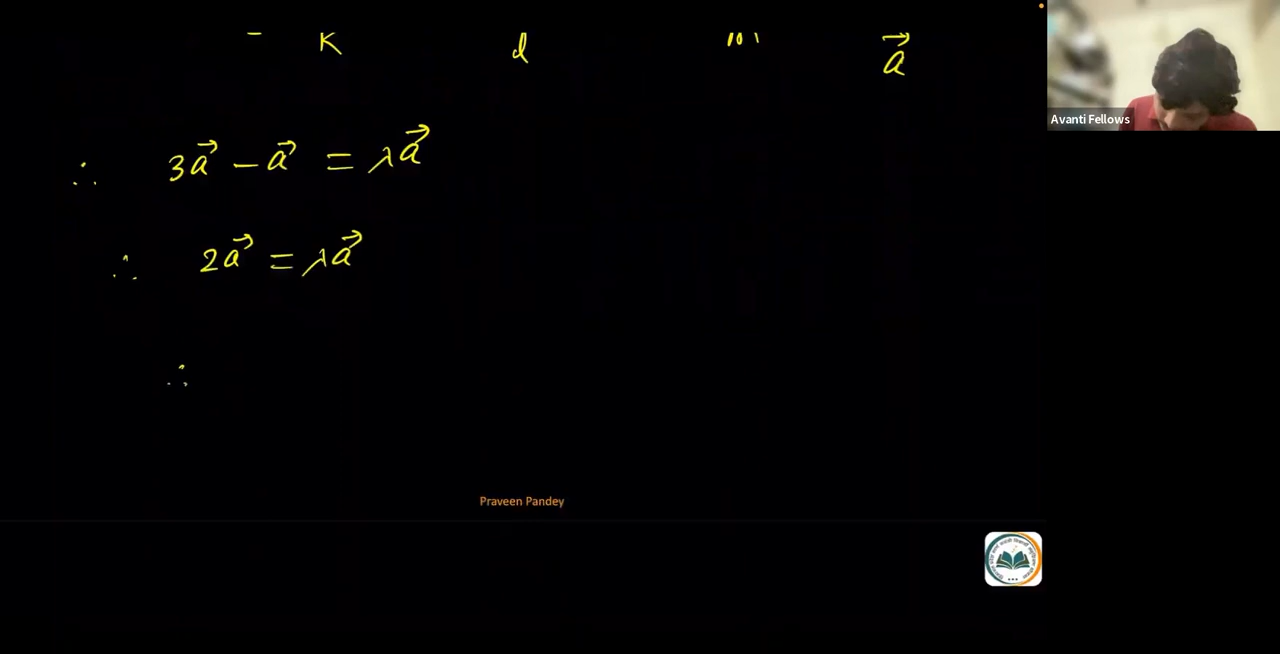 K d a⃗
Avanti Fellows
∴ 3a⃗ − a⃗ = λa⃗
∴ 2a⃗ = λa⃗
∴
Praveen Pandey